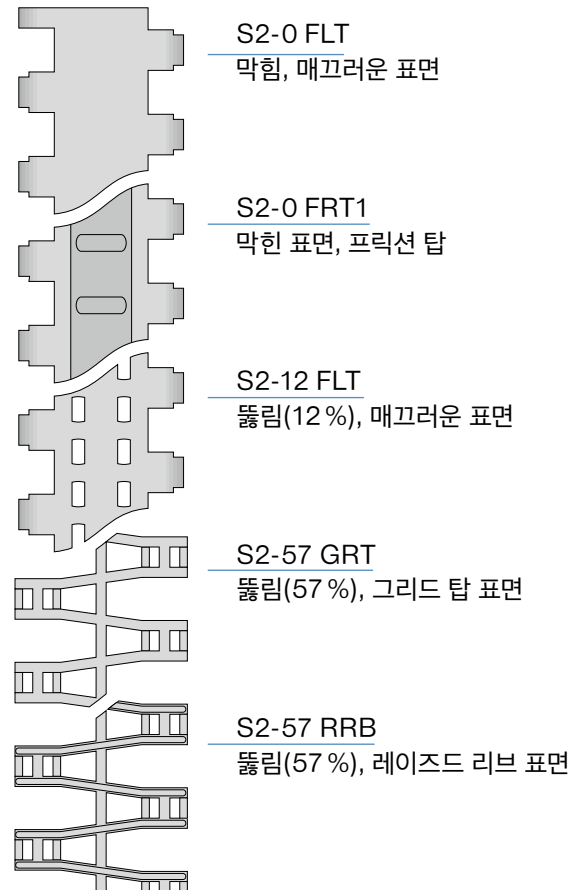 S2-0 FLT
막힘, 매끄러운 표면
S2-0 FRT1
막힌 표면, 프릭션 탑
S2-12 FLT
뚫림(12 %), 매끄러운 표면
S2-57 GRT
뚫림(57 %), 그리드 탑 표면
S2-57 RRB
뚫림(57 %), 레이즈드 리브 표면